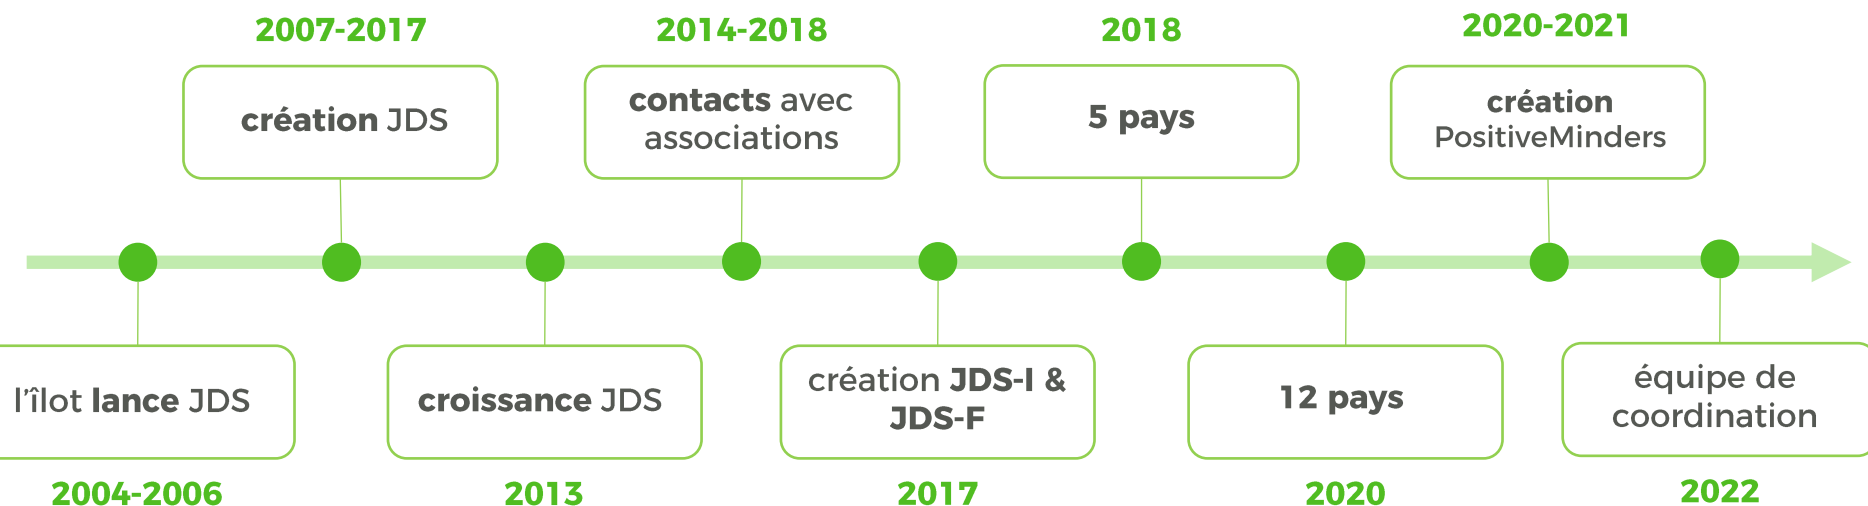 2007-2017
2014-2018
2018
2020-2021
création JDS
contacts avec
associations
5 pays
création
PositiveMinders
l'îlot lance JDS
croissance JDS
création JDS-I &
JDS-F
12 pays
équipe de
coordination
2004-2006
2013
2017
2020
2022